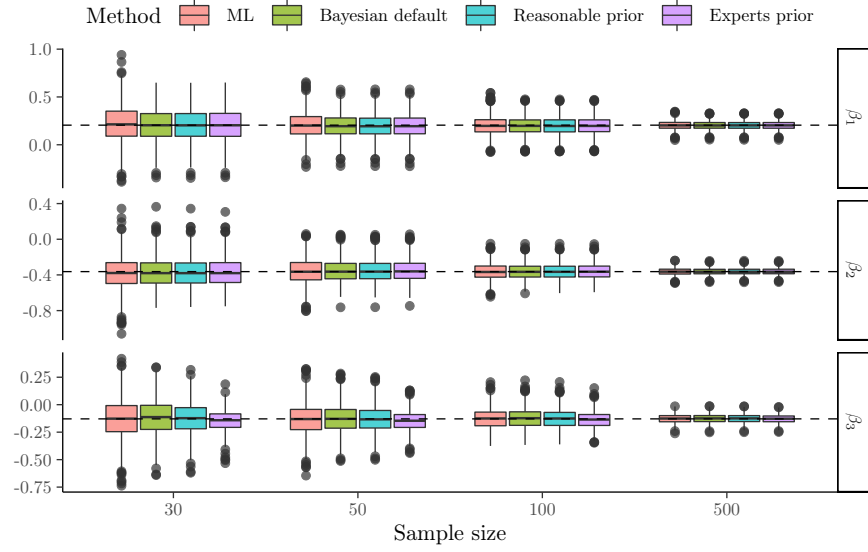 Method ML Bayesian default Reasonable prior Experts prior
1.0
0.5
0.0
β1
0.4
0.0
-0.4
-0.8
β2
0.25
0.00
-0.25
-0.50
-0.75
β3
30 50 100 500
Sample size